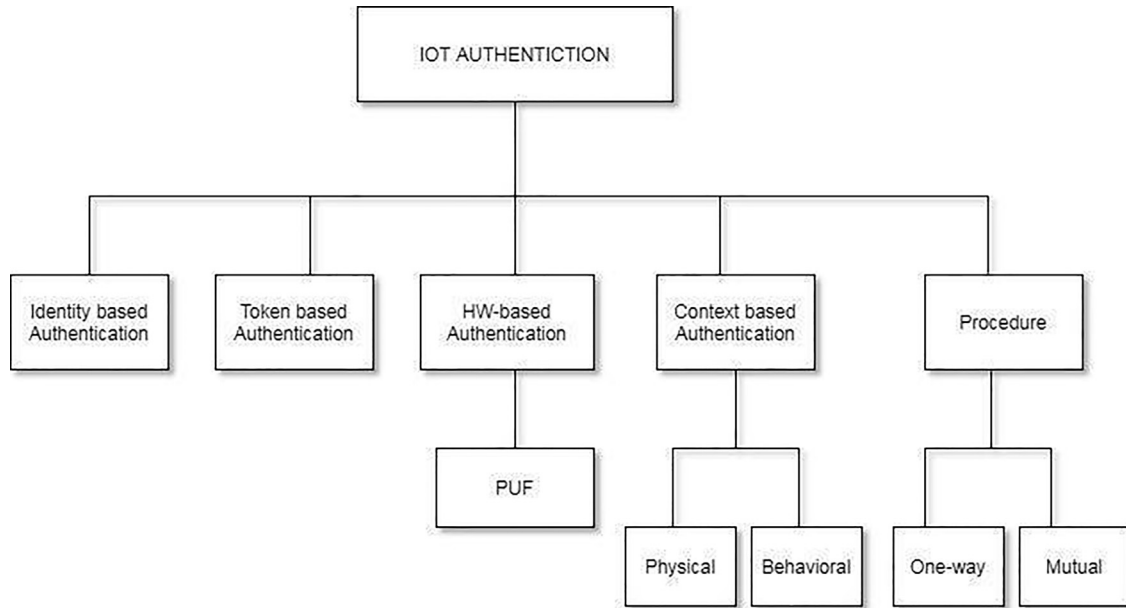 IOT AUTHENTICTION
Identity based
Authentication
Token based
Authentication
HW-based
Authentication
Context based
Authentication
Procedure
PUF
Physical
Behavioral
One-way
Mutual